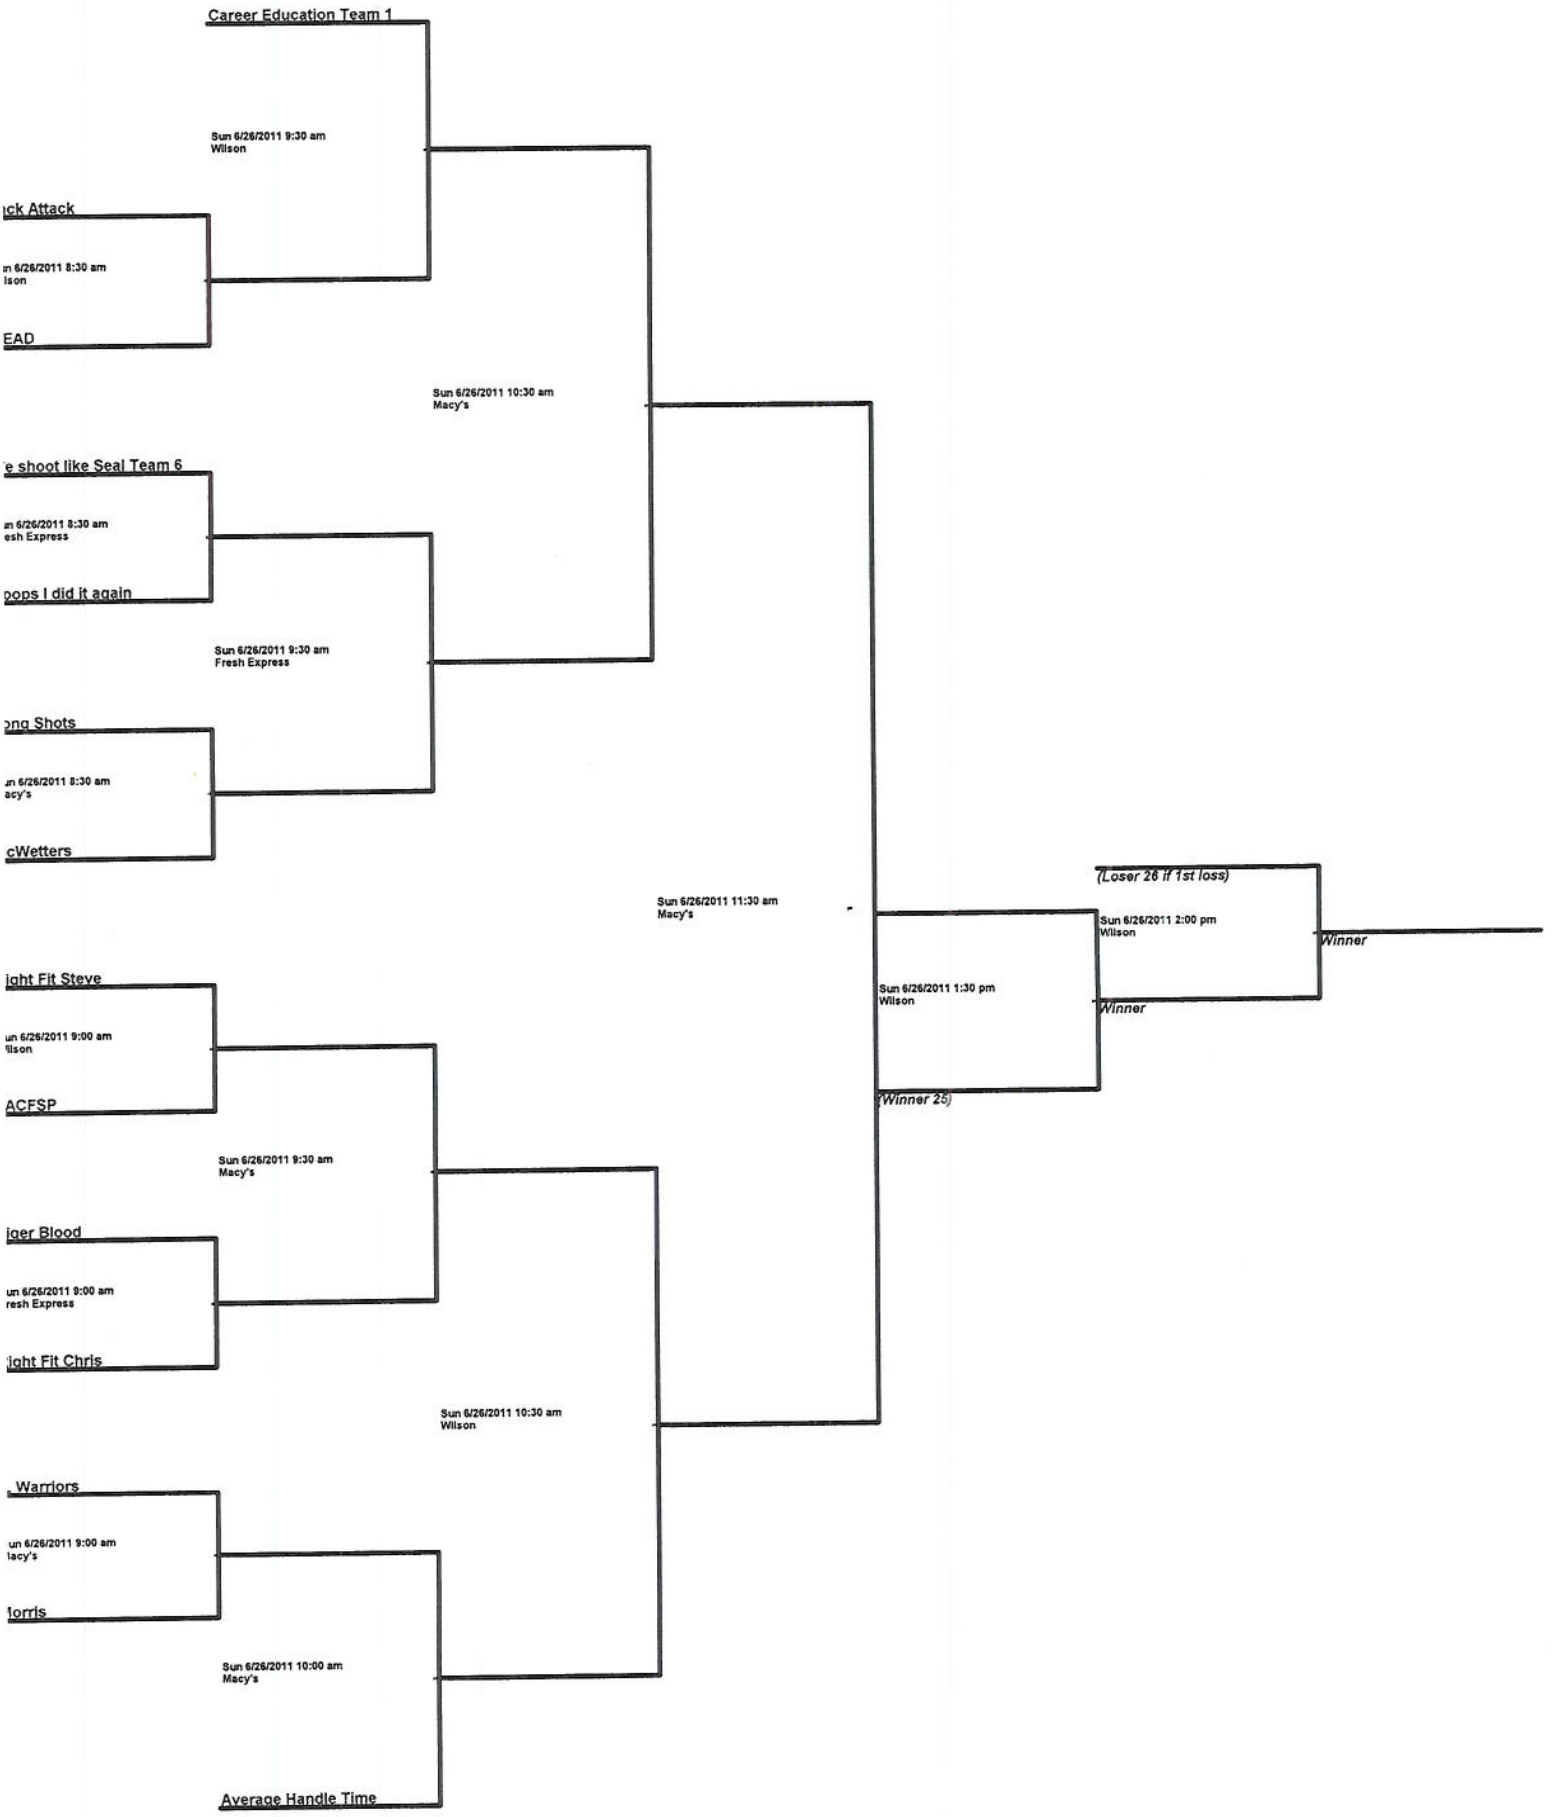 Career Education Team 1
Sun 6/26/2011 9:30 am
Wilson
ck Attack
6/26/2011 8:30 am
lson
EAD
Sun 6/26/2011 10:30 am
Macy's
e shoot like Seal Team 6
6/26/2011 8:30 am
esh Express
oops I did it again
Sun 6/26/2011 9:30 am
Fresh Express
ong Shots
un 6/26/2011 8:30 am
acy's
cWetters
(Loser 26 if 1st loss)
Sun 6/26/2011 11:30 am
Macy's
Sun 6/26/2011 2:00 pm
Wilson
Winner
ight Fit Steve
Sun 6/26/2011 1:30 pm
Wilson
Winner
un 6/26/2011 9:00 am
ilson
ACFSP
(Winner 25)
Sun 6/26/2011 9:30 am
Macy's
iger Blood
un 6/26/2011 9:00 am
resh Express
ight Fit Chris
Sun 6/26/2011 10:30 am
Wilson
Warriors
un 6/26/2011 9:00 am
acy's
orris
Sun 6/26/2011 10:00 am
Macy's
Average Handle Time